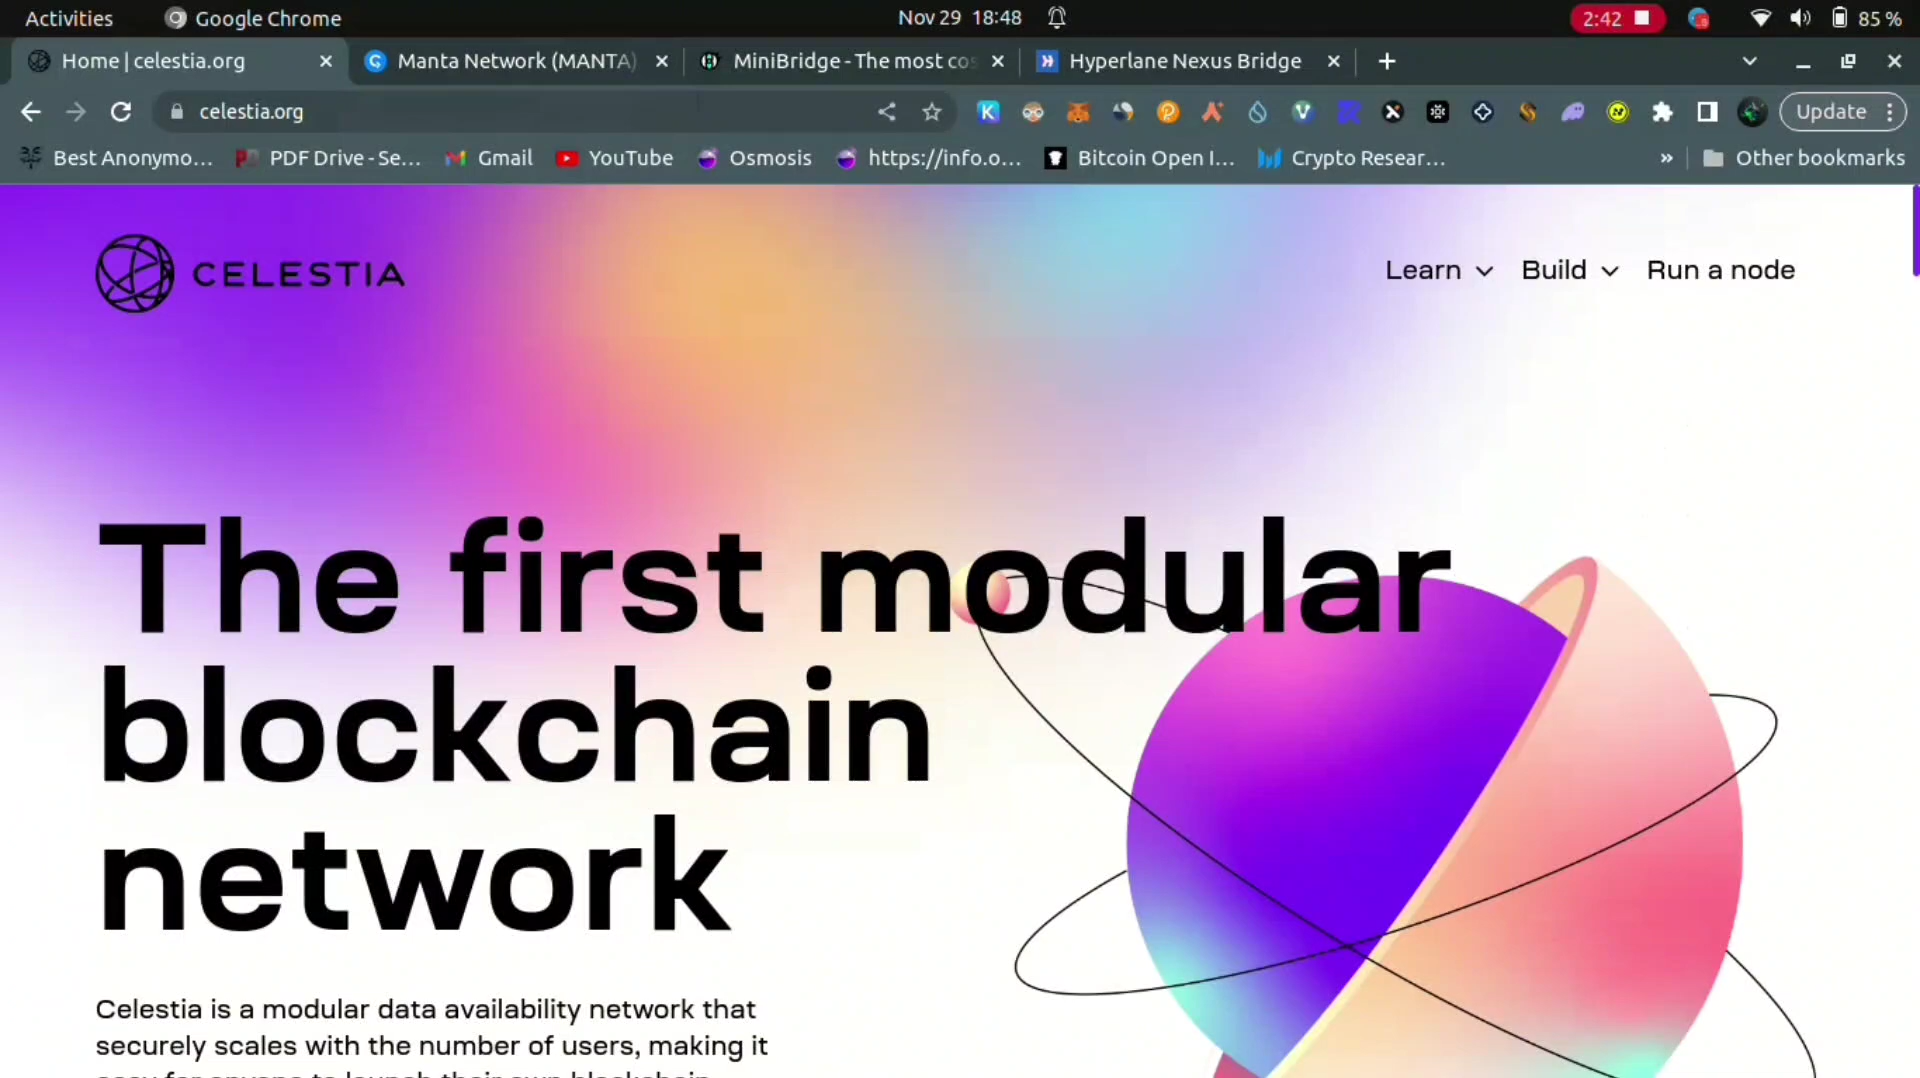 Activities Google Chrome Nov 29 18:48 2:42 85 %
Home | celestia.org Manta Network (MANTA) MiniBridge - The most cos Hyperlane Nexus Bridge
celestia.org Update
Best Anonymo... PDF Drive - Se... Gmail YouTube Osmosis https://info.o... Bitcoin Open I... Crypto Resear... » Other bookmarks
CELESTIA Learn Build Run a node
The first modular
blockchain
network
Celestia is a modular data availability network that
securely scales with the number of users, making it